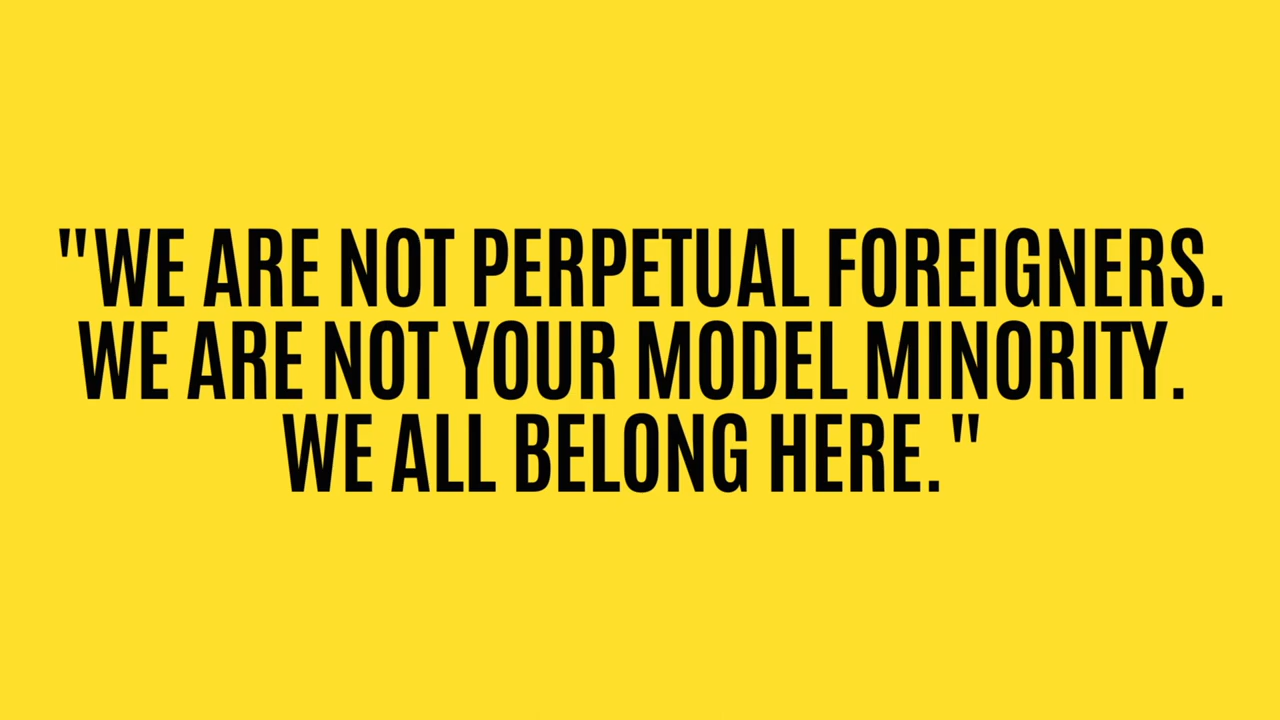 "WE ARE NOT PERPETUAL FOREIGNERS.
WE ARE NOT YOUR MODEL MINORITY.
WE ALL BELONG HERE. "